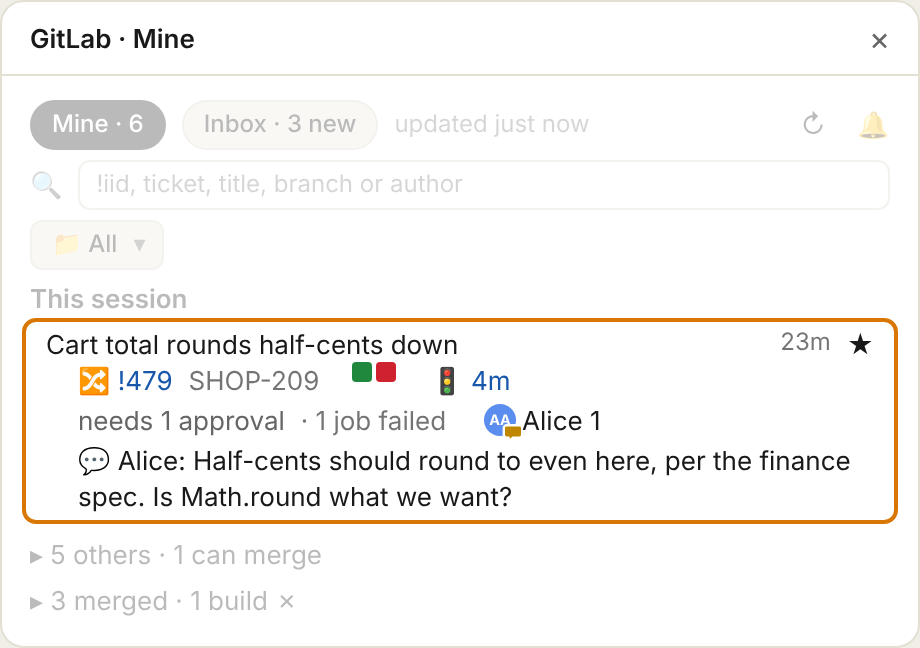 GitLab · Mine ×
Mine · 6 Inbox · 3 new updated just now
!iid, ticket, title, branch or author
All ▾
This session
Cart total rounds half-cents down 23m ★
!479 SHOP-209 4m
needs 1 approval · 1 job failed AA Alice 1
Alice: Half-cents should round to even here, per the finance
spec. Is Math.round what we want?
▸ 5 others · 1 can merge
▸ 3 merged · 1 build ×